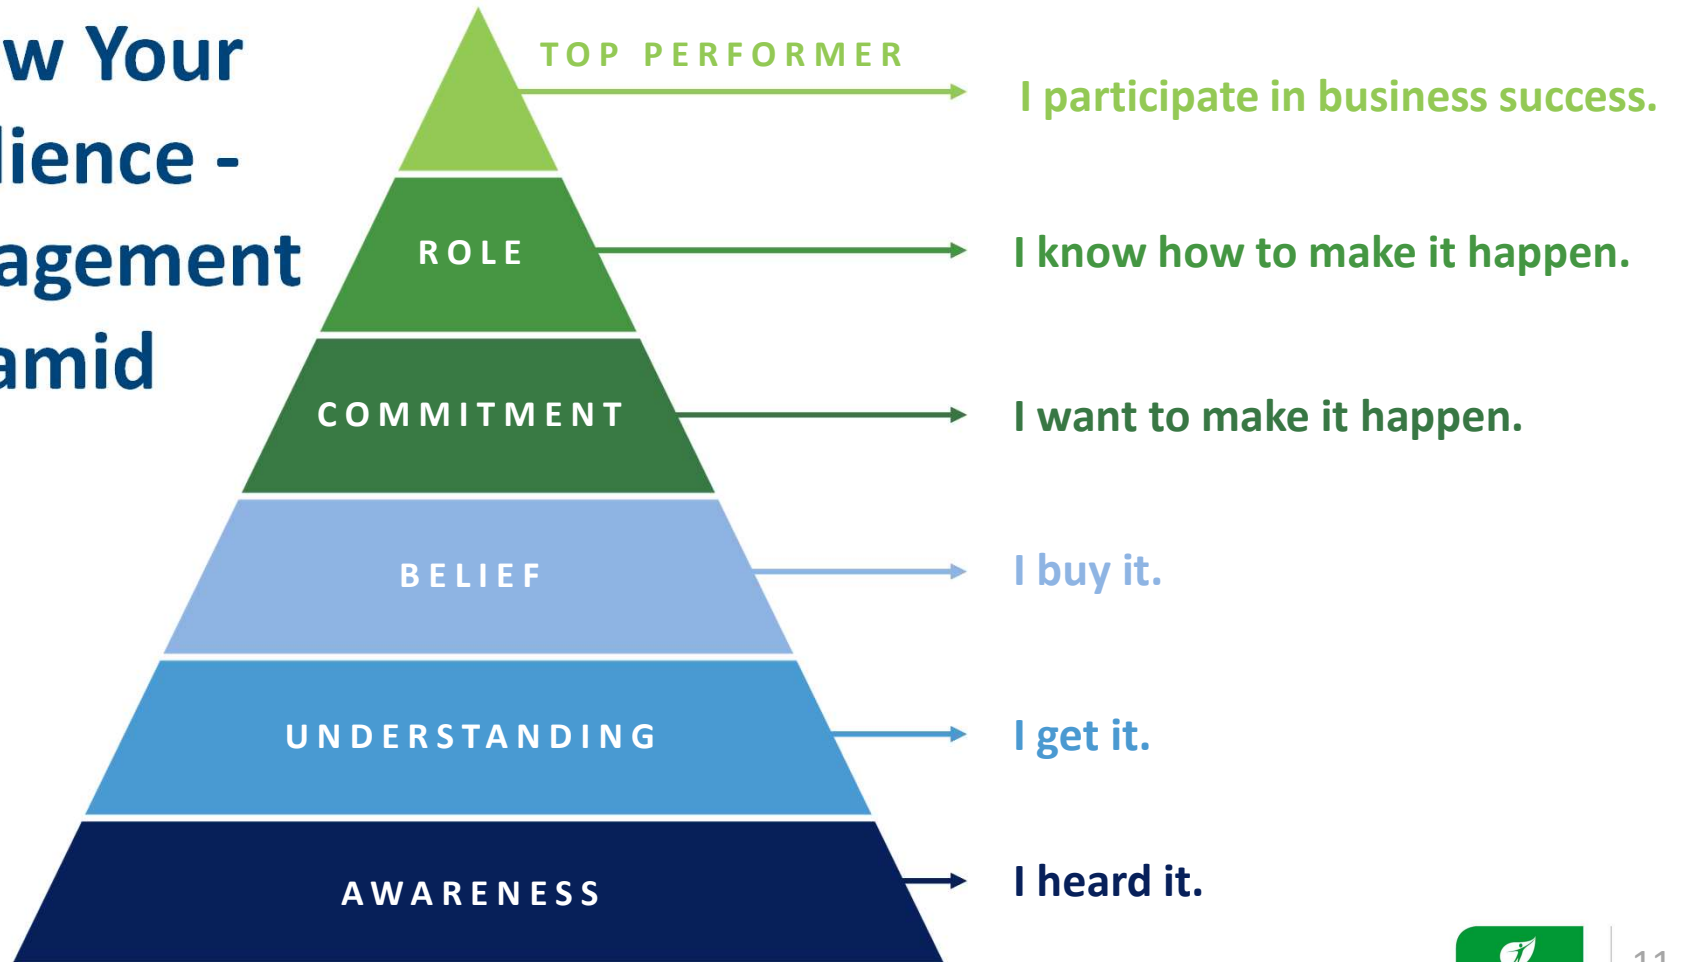 w Your
lience -
agement
amid
TOP PERFORMER
I participate in business success.
ROLE
I know how to make it happen.
COMMITMENT
I want to make it happen.
BELIEF
I buy it.
UNDERSTANDING
I get it.
AWARENESS
I heard it.
11